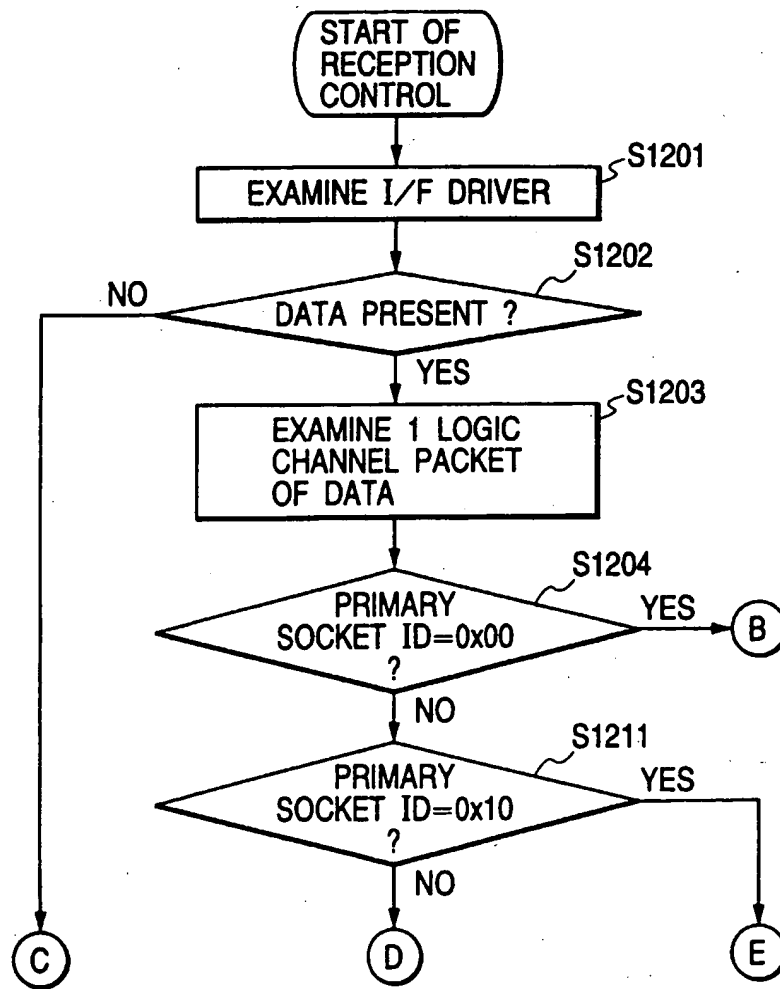 START OF
RECEPTION
CONTROL
S1201
EXAMINE I/F DRIVER
S1202
NO
DATA PRESENT ?
YES
S1203
EXAMINE 1 LOGIC
CHANNEL PACKET
OF DATA
S1204
PRIMARY
SOCKET ID=0x00
?
YES
B
NO
S1211
PRIMARY
SOCKET ID=0x10
?
YES
NO
C
D
E